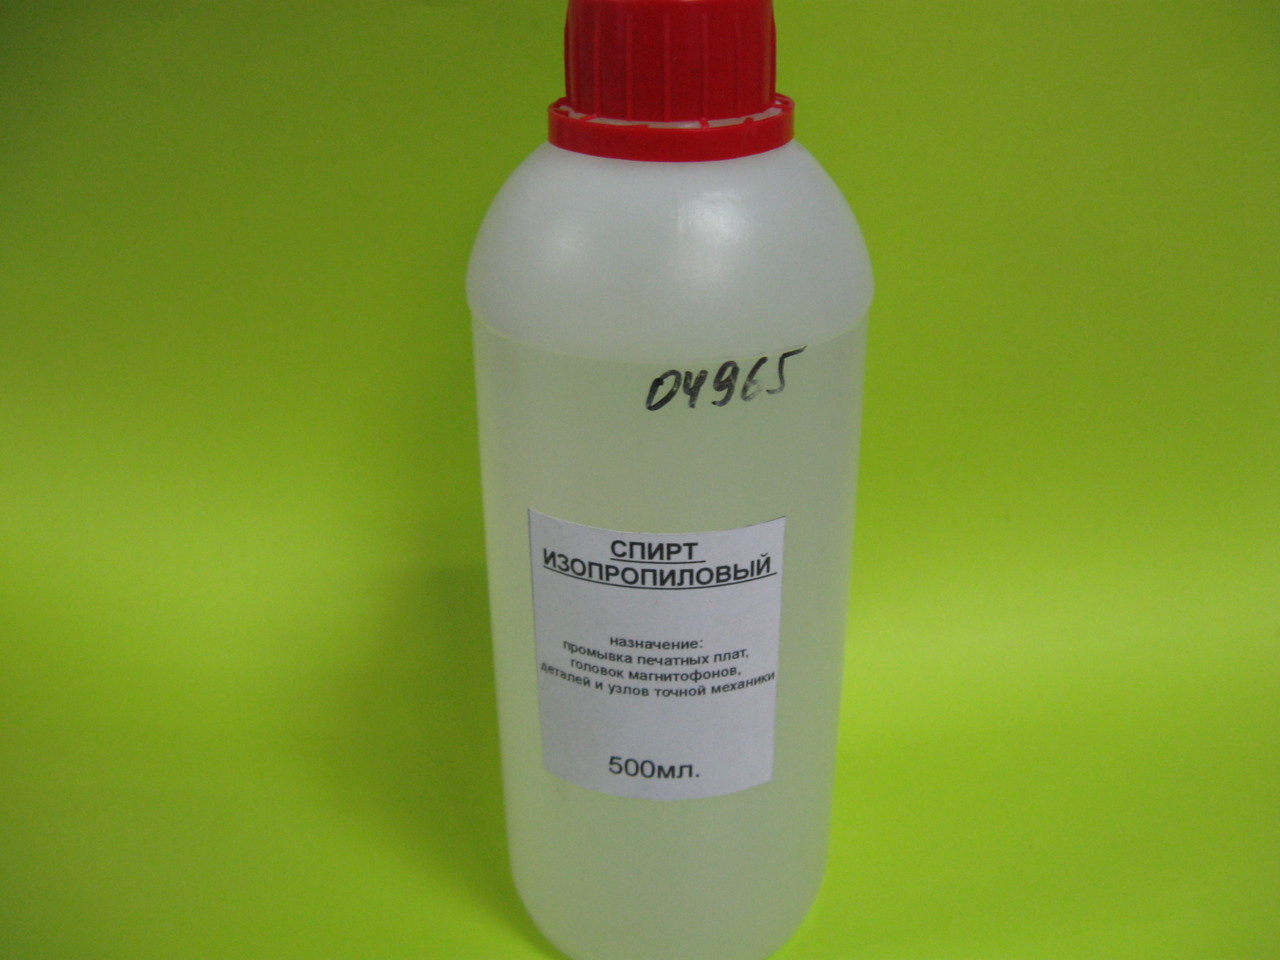 04965
СПИРТ
ИЗОПРОПИЛОВЫЙ
назначение:
промывка печатных плат,
головок магнитофонов,
деталей и узлов точной механики
500мл.